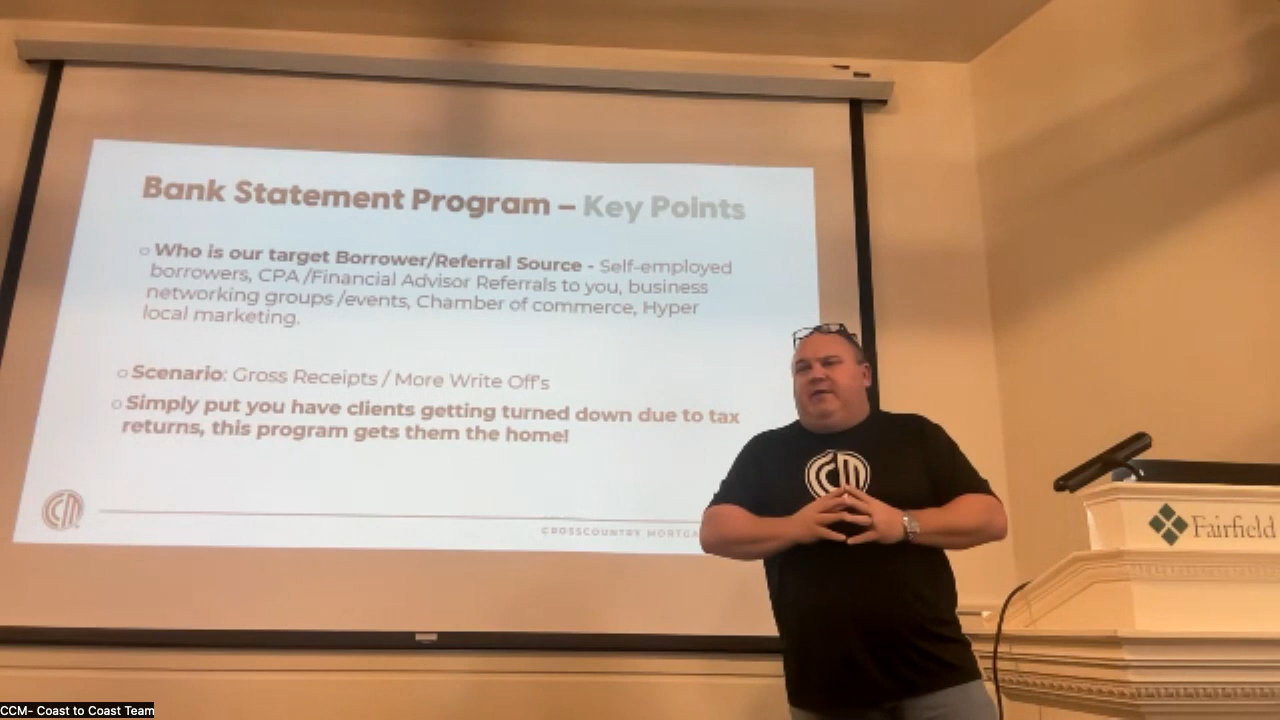 Bank Statement Program – Key Points
Who is our target Borrower/Referral Source - Self-employed
borrowers, CPA /Financial Advisor Referrals to you, business
networking groups /events, Chamber of commerce, Hyper
local marketing.
Scenario: Gross Receipts / More Write Off's
Simply put you have clients getting turned down due to tax
returns, this program gets them the home!
CM
CROSSCOUNTRY MORTGA
CM
Fairfield
CCM- Coast to Coast Team